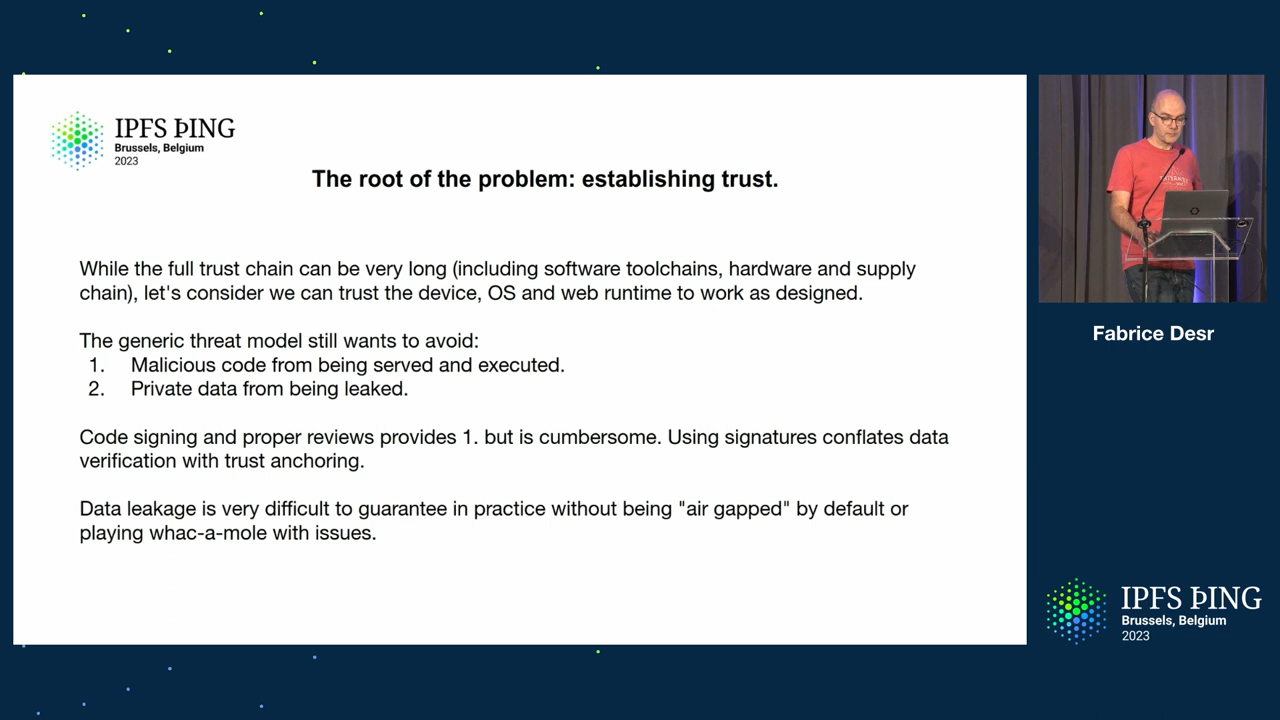 IPFS ÞING
Brussels, Belgium
2023
The root of the problem: establishing trust.
While the full trust chain can be very long (including software toolchains, hardware and supply
chain), let's consider we can trust the device, OS and web runtime to work as designed.
The generic threat model still wants to avoid:
1. Malicious code from being served and executed.
2. Private data from being leaked.
Code signing and proper reviews provides 1. but is cumbersome. Using signatures conflates data
verification with trust anchoring.
Data leakage is very difficult to guarantee in practice without being "air gapped" by default or
playing whac-a-mole with issues.
Fabrice Desr
IPFS ÞING
Brussels, Belgium
2023